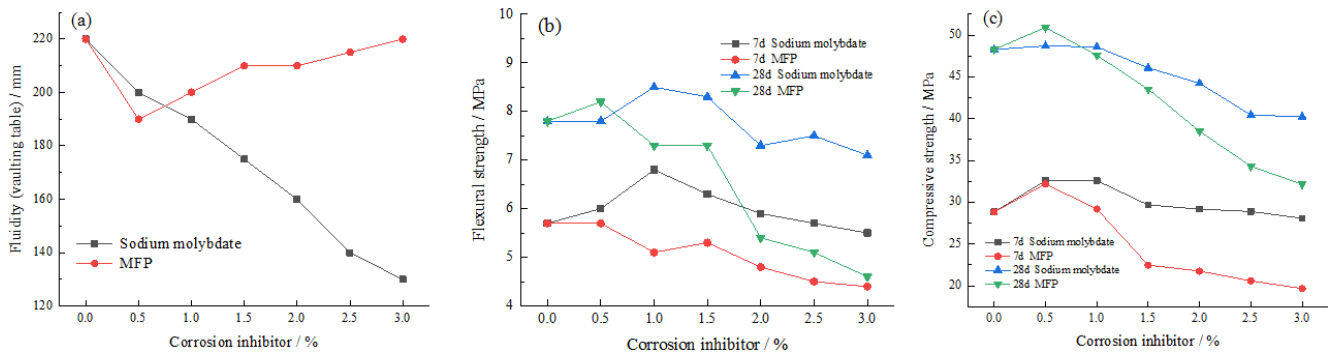 (a)
220
200
180
160
140
120
Fluidity (vaulting table) / mm
Sodium molybdate
MFP
0.0 0.5 1.0 1.5 2.0 2.5 3.0
Corrosion inhibitor / %
(b)
10
9
8
7
6
5
4
Flexural strength / MPa
7d Sodium molybdate
7d MFP
28d Sodium molybdate
28d MFP
0.0 0.5 1.0 1.5 2.0 2.5 3.0
Corrosion inhibitor / %
(c)
50
45
40
35
30
25
20
Compressive strength / MPa
7d Sodium molybdate
7d MFP
28d Sodium molybdate
28d MFP
0.0 0.5 1.0 1.5 2.0 2.5 3.0
Corrosion inhibitor / %